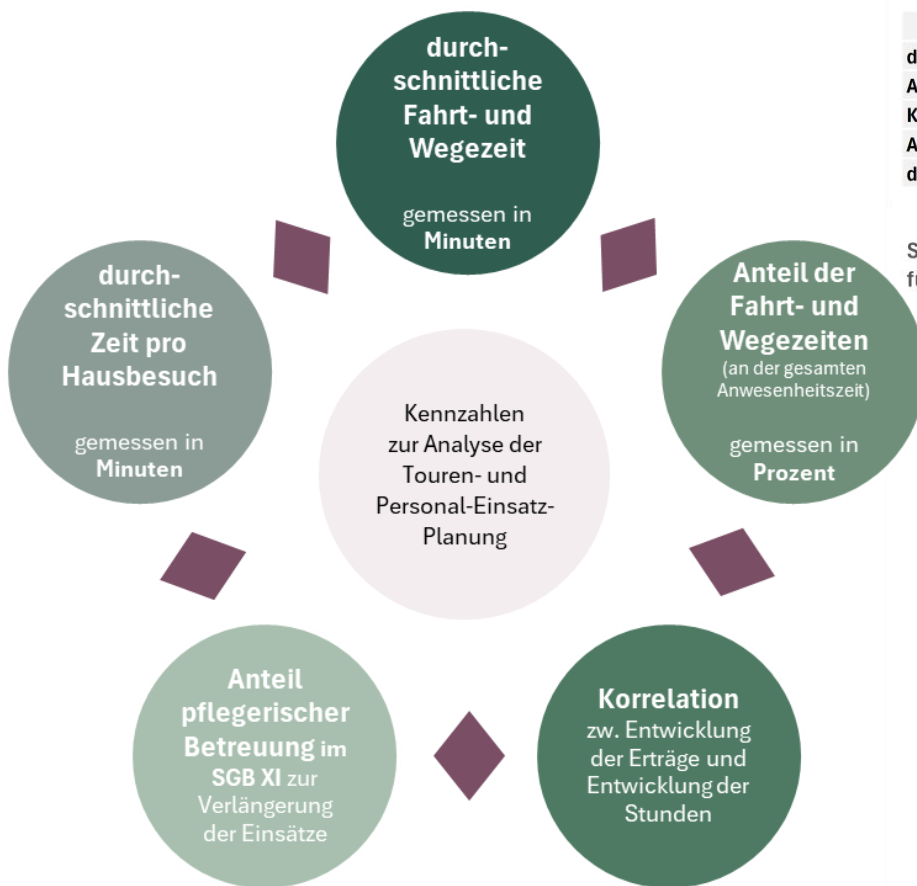 durch-
schnittliche
Fahrt- und
Wegezeit
gemessen in
Minuten
Anteil der
Fahrt- und
Wegezeiten
(an der gesamten
Anwesenheitszeit)
gemessen in
Prozent
Korrelation
zw. Entwicklung
der Erträge und
Entwicklung der
Stunden
Anteil
pflegerischer
Betreuung im
SGB XI zur
Verlängerung
der Einsätze
durch-
schnittliche
Zeit pro
Hausbesuch
gemessen in
Minuten
Kennzahlen
zur Analyse der
Touren- und
Personal-Einsatz-
Planung
d
A
K
A
d
S